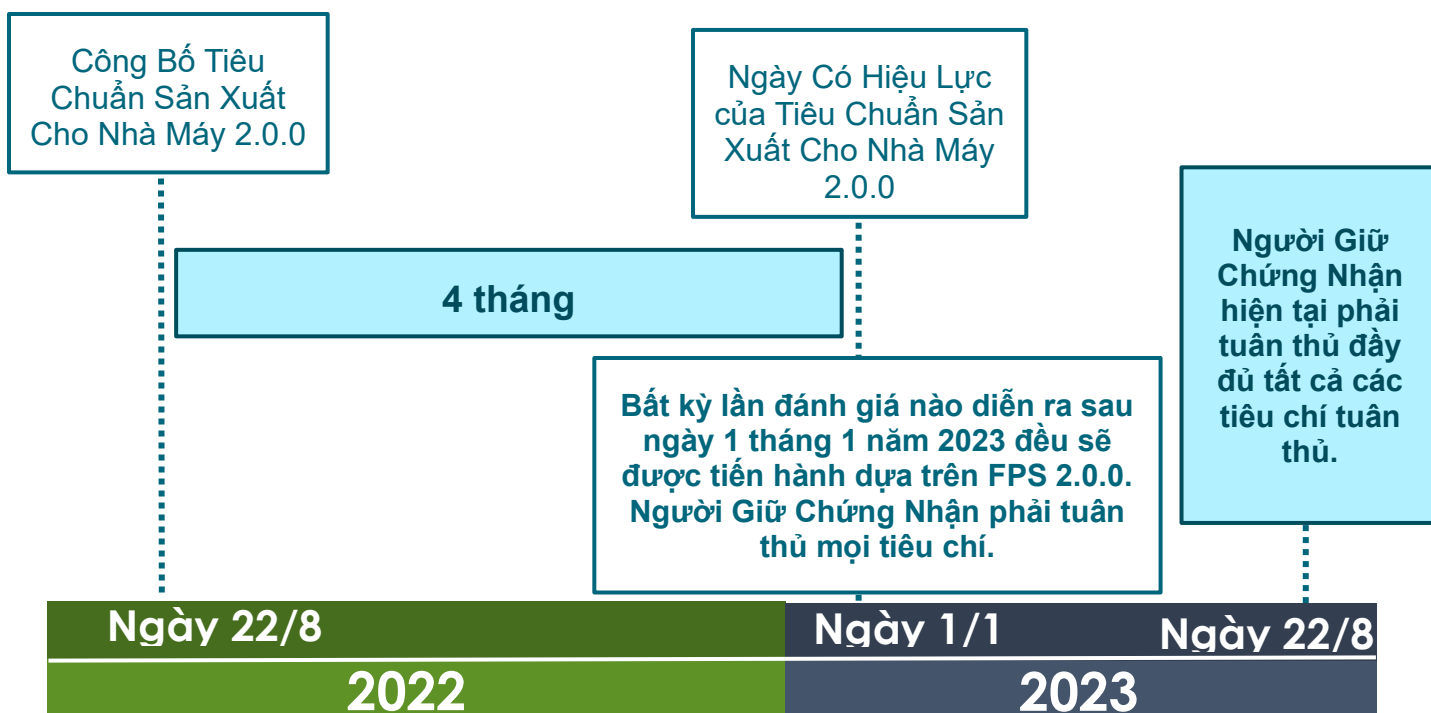 Công Bố Tiêu
Chuẩn Sản Xuất
Cho Nhà Máy 2.0.0
Ngày Có Hiệu Lực
của Tiêu Chuẩn Sản
Xuất Cho Nhà Máy
2.0.0
Người Giữ
Chứng Nhận
hiện tại phải
tuân thủ đầy
đủ tất cả các
tiêu chí tuân
thủ.
4 tháng
Bất kỳ lần đánh giá nào diễn ra sau
ngày 1 tháng 1 năm 2023 đều sẽ
được tiến hành dựa trên FPS 2.0.0.
Người Giữ Chứng Nhận phải tuân
thủ mọi tiêu chí.
Ngày 22/8
Ngày 1/1
Ngày 22/8
2022
2023